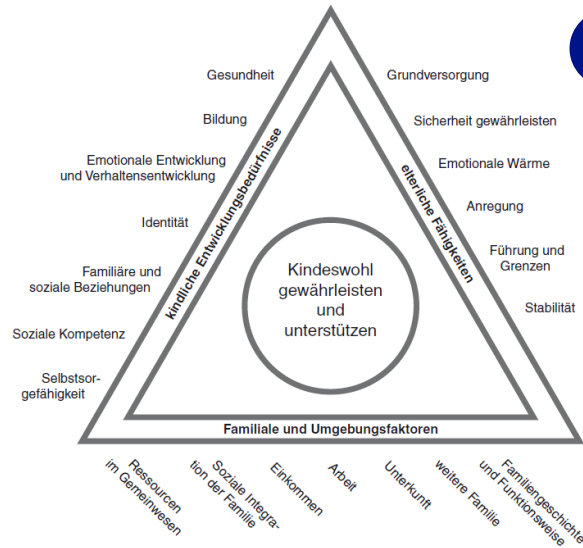 Gesundheit
Bildung
Emotionale Entwicklung
und Verhaltensentwicklung
Identität
Familiäre und
soziale Beziehungen
Soziale Kompetenz
Selbstsor-
gefähigkeit
kindliche Entwicklungsbedürfnisse
Kindeswohl
gewährleisten
und
unterstützen
elterliche Fähigkeiten
Grundversorgung
Sicherheit gewährleisten
Emotionale Wärme
Anregung
Führung und
Grenzen
Stabilität
Familiale und Umgebungsfaktoren
Ressourcen
im Gemeinwesen
Soziale Integra-
tion der Familie
Einkommen
Arbeit
Unterkunft
weitere Familie
Familiengeschichte
und Funktionsweise